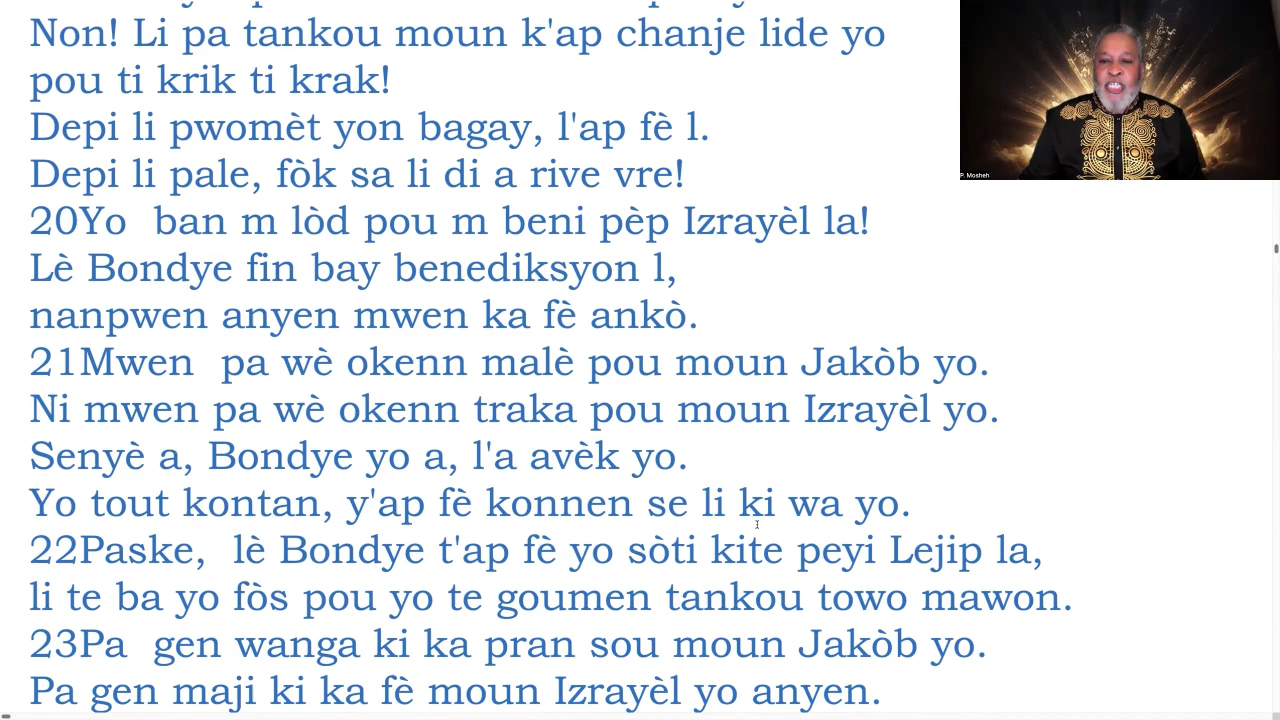 Non! Li pa tankou moun k'ap chanje lide yo
pou ti krik ti krak!
Depi li pwomèt yon bagay, l'ap fè l.
Depi li pale, fòk sa li di a rive vre!
20Yo  ban m lòd pou m beni pèp Izrayèl la!
Lè Bondye fin bay benediksyon l,
nanpwen anyen mwen ka fè ankò.
21Mwen  pa wè okenn malè pou moun Jakòb yo.
Ni mwen pa wè okenn traka pou moun Izrayèl yo.
Senyè a, Bondye yo a, l'a avèk yo.
Yo tout kontan, y'ap fè konnen se li ki wa yo.
22Paske,  lè Bondye t'ap fè yo sòti kite peyi Lejip la,
li te ba yo fòs pou yo te goumen tankou towo mawon.
23Pa  gen wanga ki ka pran sou moun Jakòb yo.
Pa gen maji ki ka fè moun Izrayèl yo anyen.
P. Mosheh